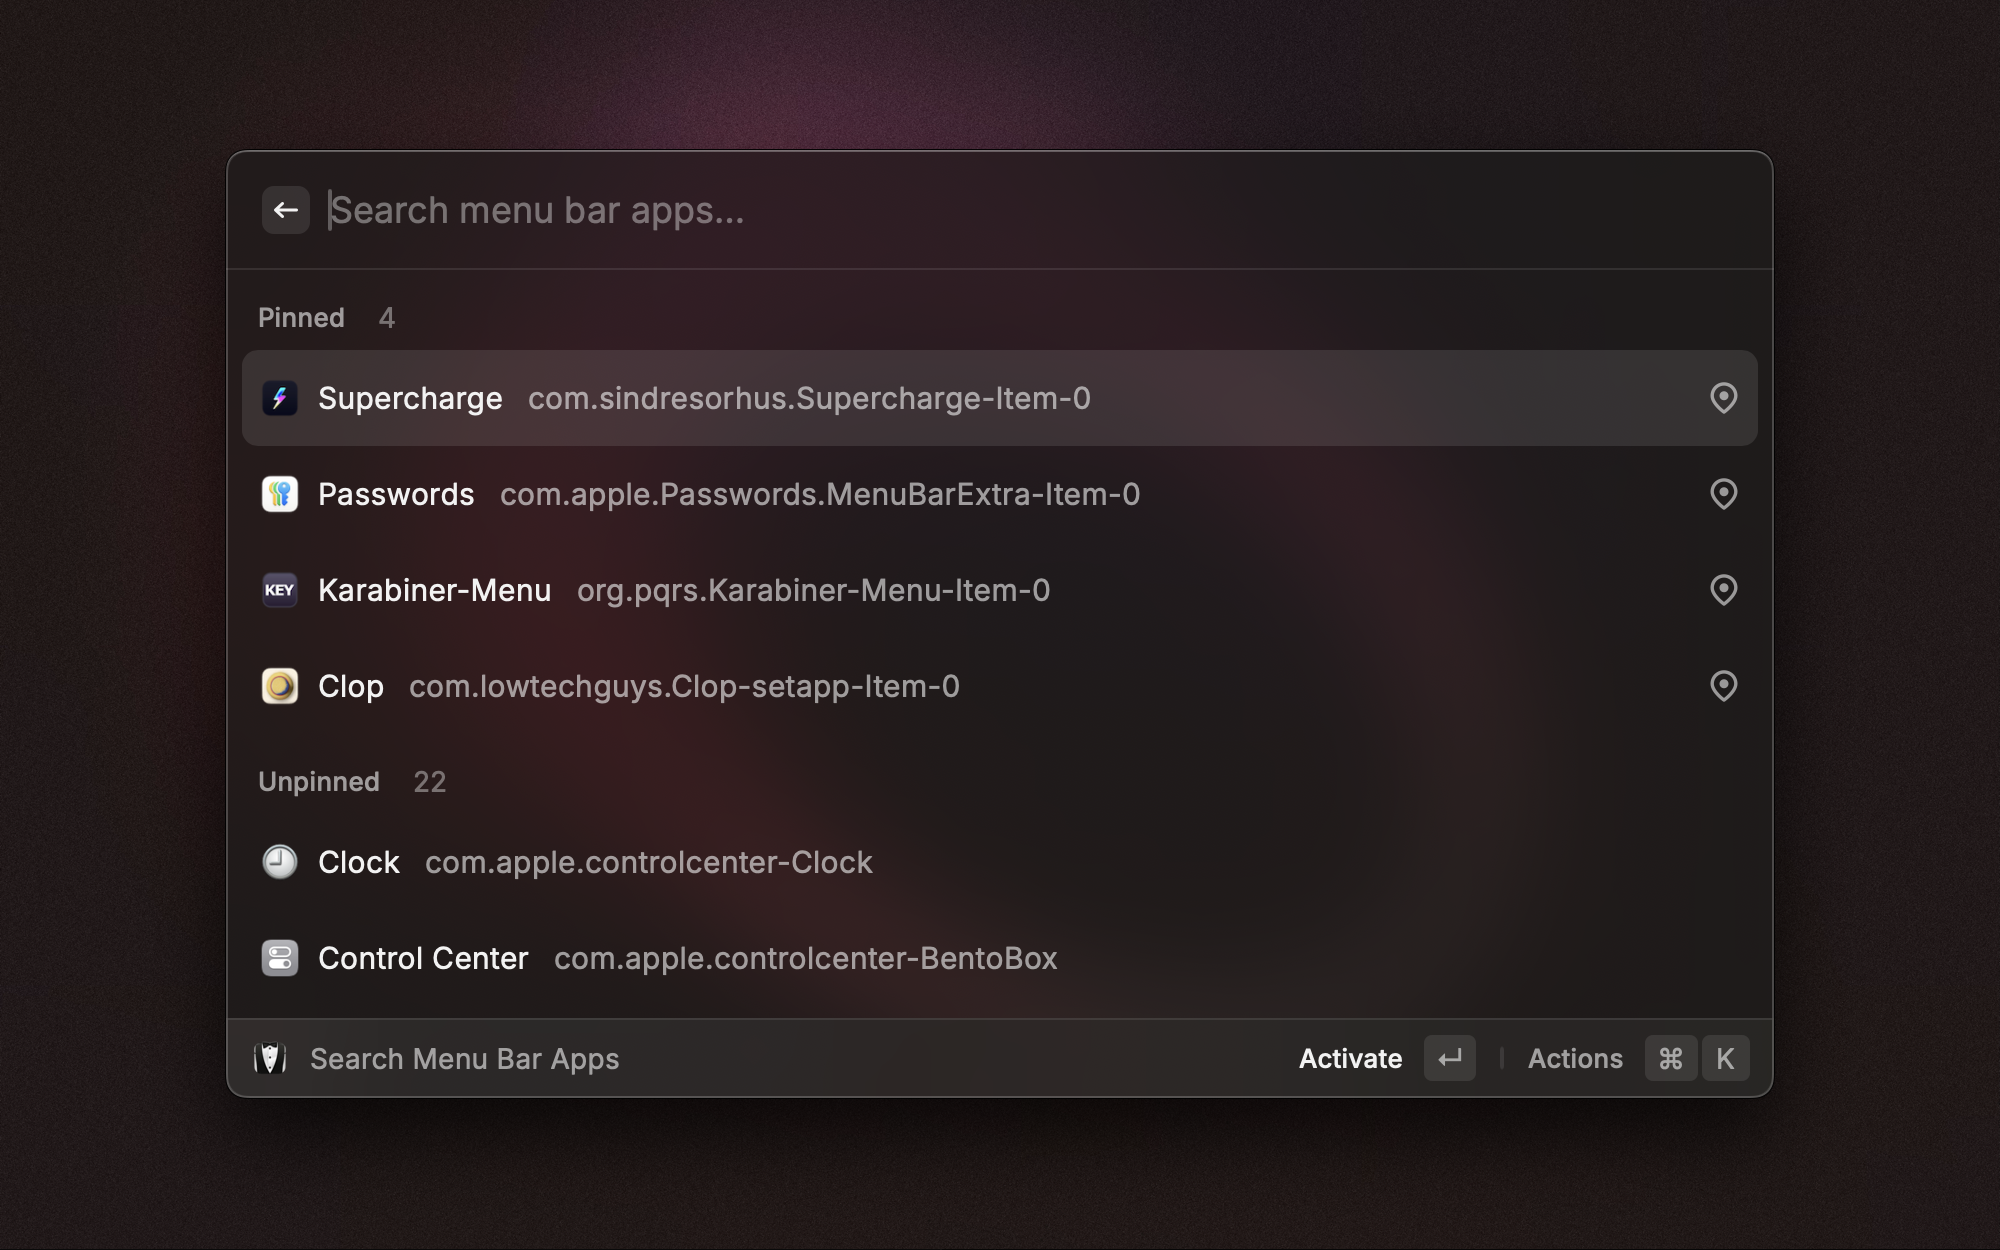 Search menu bar apps...
Pinned 4
Supercharge com.sindresorhus.Supercharge-Item-0
Passwords com.apple.Passwords.MenuBarExtra-Item-0
KEY Karabiner-Menu org.pqrs.Karabiner-Menu-Item-0
Clop com.lowtechguys.Clop-setapp-Item-0
Unpinned 22
Clock com.apple.controlcenter-Clock
Control Center com.apple.controlcenter-BentoBox
Search Menu Bar Apps Activate ↵ Actions ⌘ K